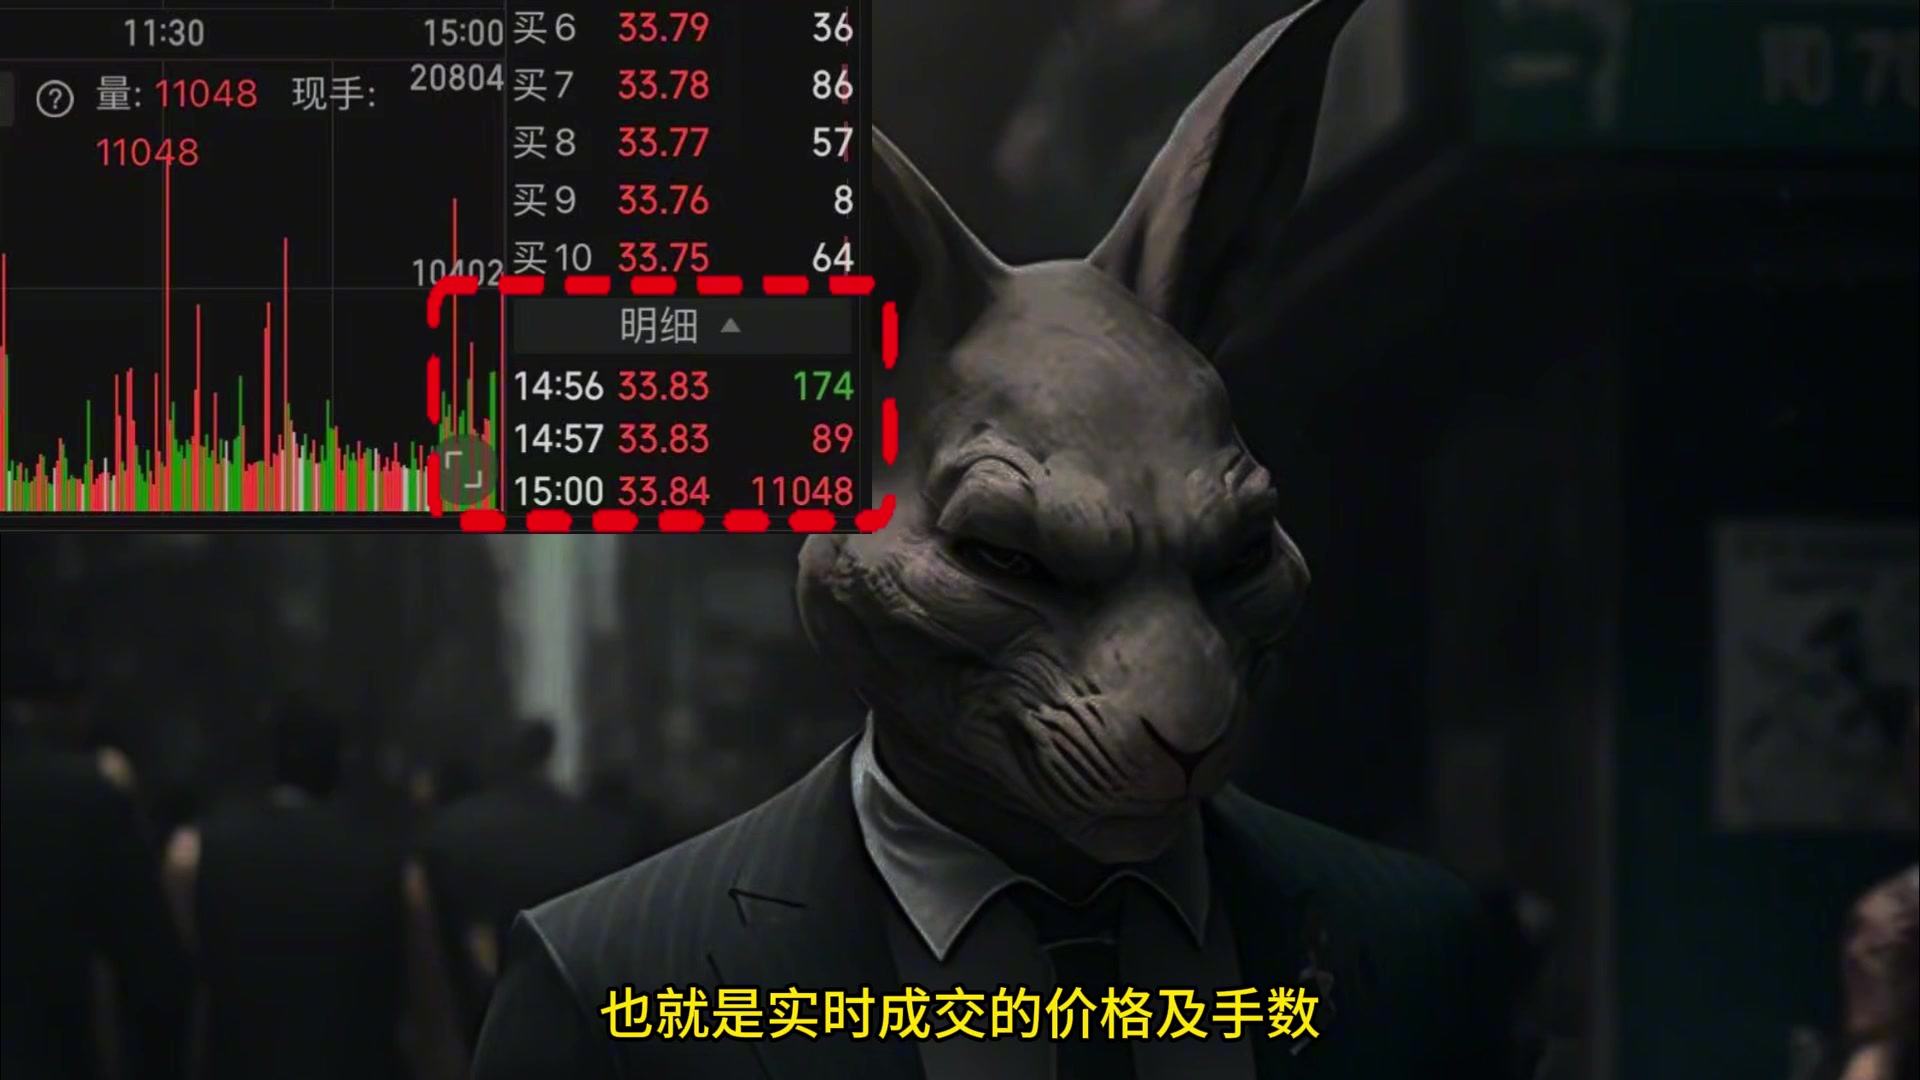 11:30 15:00
量: 11048 现手: 20804
11048
10402
买6 33.79 36
买7 33.78 86
买8 33.77 57
买9 33.76 8
买10 33.75 64
明细
14:56 33.83 174
14:57 33.83 89
15:00 33.84 11048
也就是实时成交的价格及手数